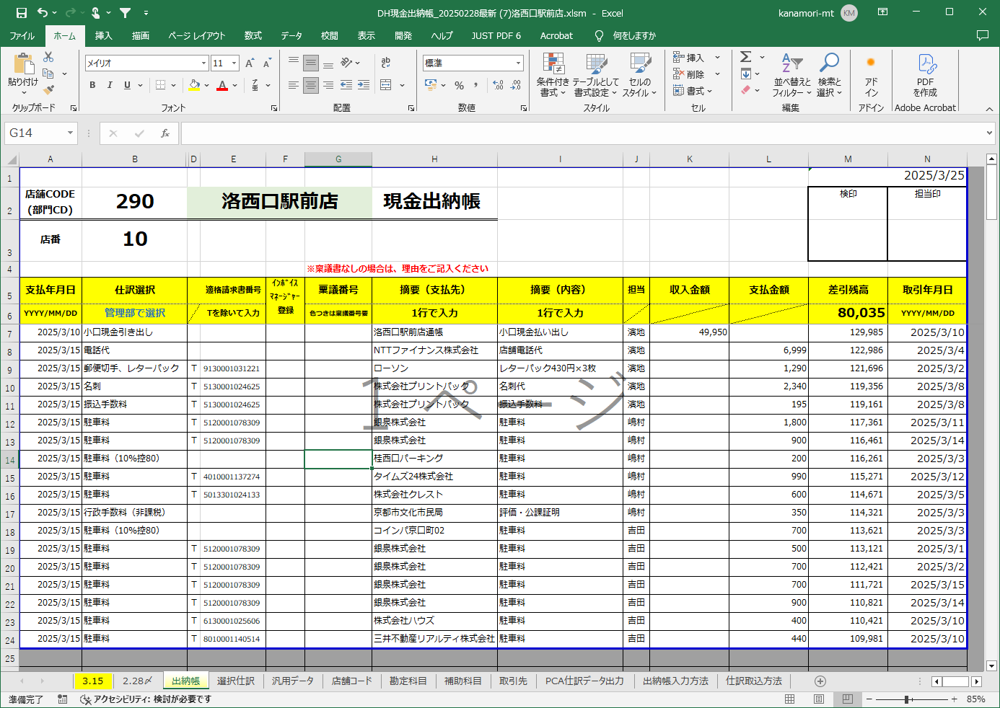 DH現金出納帳_20250228最新 (7)洛西口駅前店.xlsm - Excel
kanamori-mt KM
ファイル ホーム 挿入 描画 ページ レイアウト 数式 データ 校閲 表示 開発 ヘルプ JUST PDF 6 Acrobat 何をしますか
貼り付け メイリオ 11 B I U 標準 % 条件付き書式 テーブルとして書式設定 セルのスタイル 挿入 削除 書式 並べ替えとフィルター 検索と選択 アドイン PDFを作成
クリップボード フォント 配置 数値 スタイル セル 編集 アドイン Adobe Acrobat
G14 fx
A B D E F G H I J K L M N
1 2025/3/25
2 店舗CODE (部門CD) 290 洛西口駅前店 現金出納帳 検印 担当印
3 店番 10
4 ※稟議書なしの場合は、理由をご記入ください
5 支払年月日 仕訳選択 適格請求書番号 ｲﾝﾎﾞｲｽ ﾏﾈｰｼﾞｬｰ 登録 稟議番号 摘要（支払先） 摘要（内容） 担当 収入金額 支払金額 差引残高 取引年月日
6 YYYY/MM/DD 管理部で選択 Tを除いて入力 色つきは稟議番号要 1行で入力 1行で入力 80,035 YYYY/MM/DD
7 2025/3/10 小口現金引き出し 洛西口駅前店通帳 小口現金払い出し 濱地 49,950 129,985 2025/3/10
8 2025/3/15 電話代 NTTファイナンス株式会社 店舗電話代 濱地 6,999 122,986 2025/3/4
9 2025/3/15 郵便切手、レターパック T 9130001031221 ローソン レターパック430円×3枚 濱地 1,290 121,696 2025/3/2
10 2025/3/15 名刺 T 5130001024625 株式会社プリントパック 名刺代 濱地 2,340 119,356 2025/3/8
11 2025/3/15 振込手数料 T 5130001024625 株式会社プリントパック 振込手数料 濱地 195 119,161 2025/3/8
1 ページ
12 2025/3/15 駐車料 T 5120001078309 銀泉株式会社 駐車料 嶋村 1,800 117,361 2025/3/11
13 2025/3/15 駐車料 T 5120001078309 銀泉株式会社 駐車料 嶋村 900 116,461 2025/3/14
14 2025/3/15 駐車料（10%控80） 桂西口パーキング 駐車料 嶋村 200 116,261 2025/3/3
15 2025/3/15 駐車料 T 4010001137274 タイムズ24株式会社 駐車料 嶋村 990 115,271 2025/3/12
16 2025/3/15 駐車料 T 5013301024133 株式会社クレスト 駐車料 嶋村 600 114,671 2025/3/5
17 2025/3/15 行政手数料（非課税） 京都市文化市民局 評価・公課証明 嶋村 350 114,321 2025/3/3
18 2025/3/15 駐車料（10%控80） コインパ京口町02 駐車料 吉田 700 113,621 2025/3/3
19 2025/3/15 駐車料 T 5120001078309 銀泉株式会社 駐車料 吉田 500 113,121 2025/3/1
20 2025/3/15 駐車料 T 5120001078309 銀泉株式会社 駐車料 吉田 700 112,421 2025/3/2
21 2025/3/15 駐車料 T 5120001078309 銀泉株式会社 駐車料 吉田 700 111,721 2025/3/15
22 2025/3/15 駐車料 T 5120001078309 銀泉株式会社 駐車料 吉田 900 110,821 2025/3/14
23 2025/3/15 駐車料 T 6130001025606 株式会社ハウズ 駐車料 吉田 400 110,421 2025/3/10
24 2025/3/15 駐車料 T 8010001140514 三井不動産リアルティ株式会社 駐車料 吉田 440 109,981 2025/3/10
25
3.15 2.28〆 出納帳 選択仕訳 汎用データ 店舗コード 勘定科目 補助科目 取引先 PCA仕訳データ出力 出納帳入力方法 仕訳取込方法
準備完了 アクセシビリティ: 検討が必要です 85%